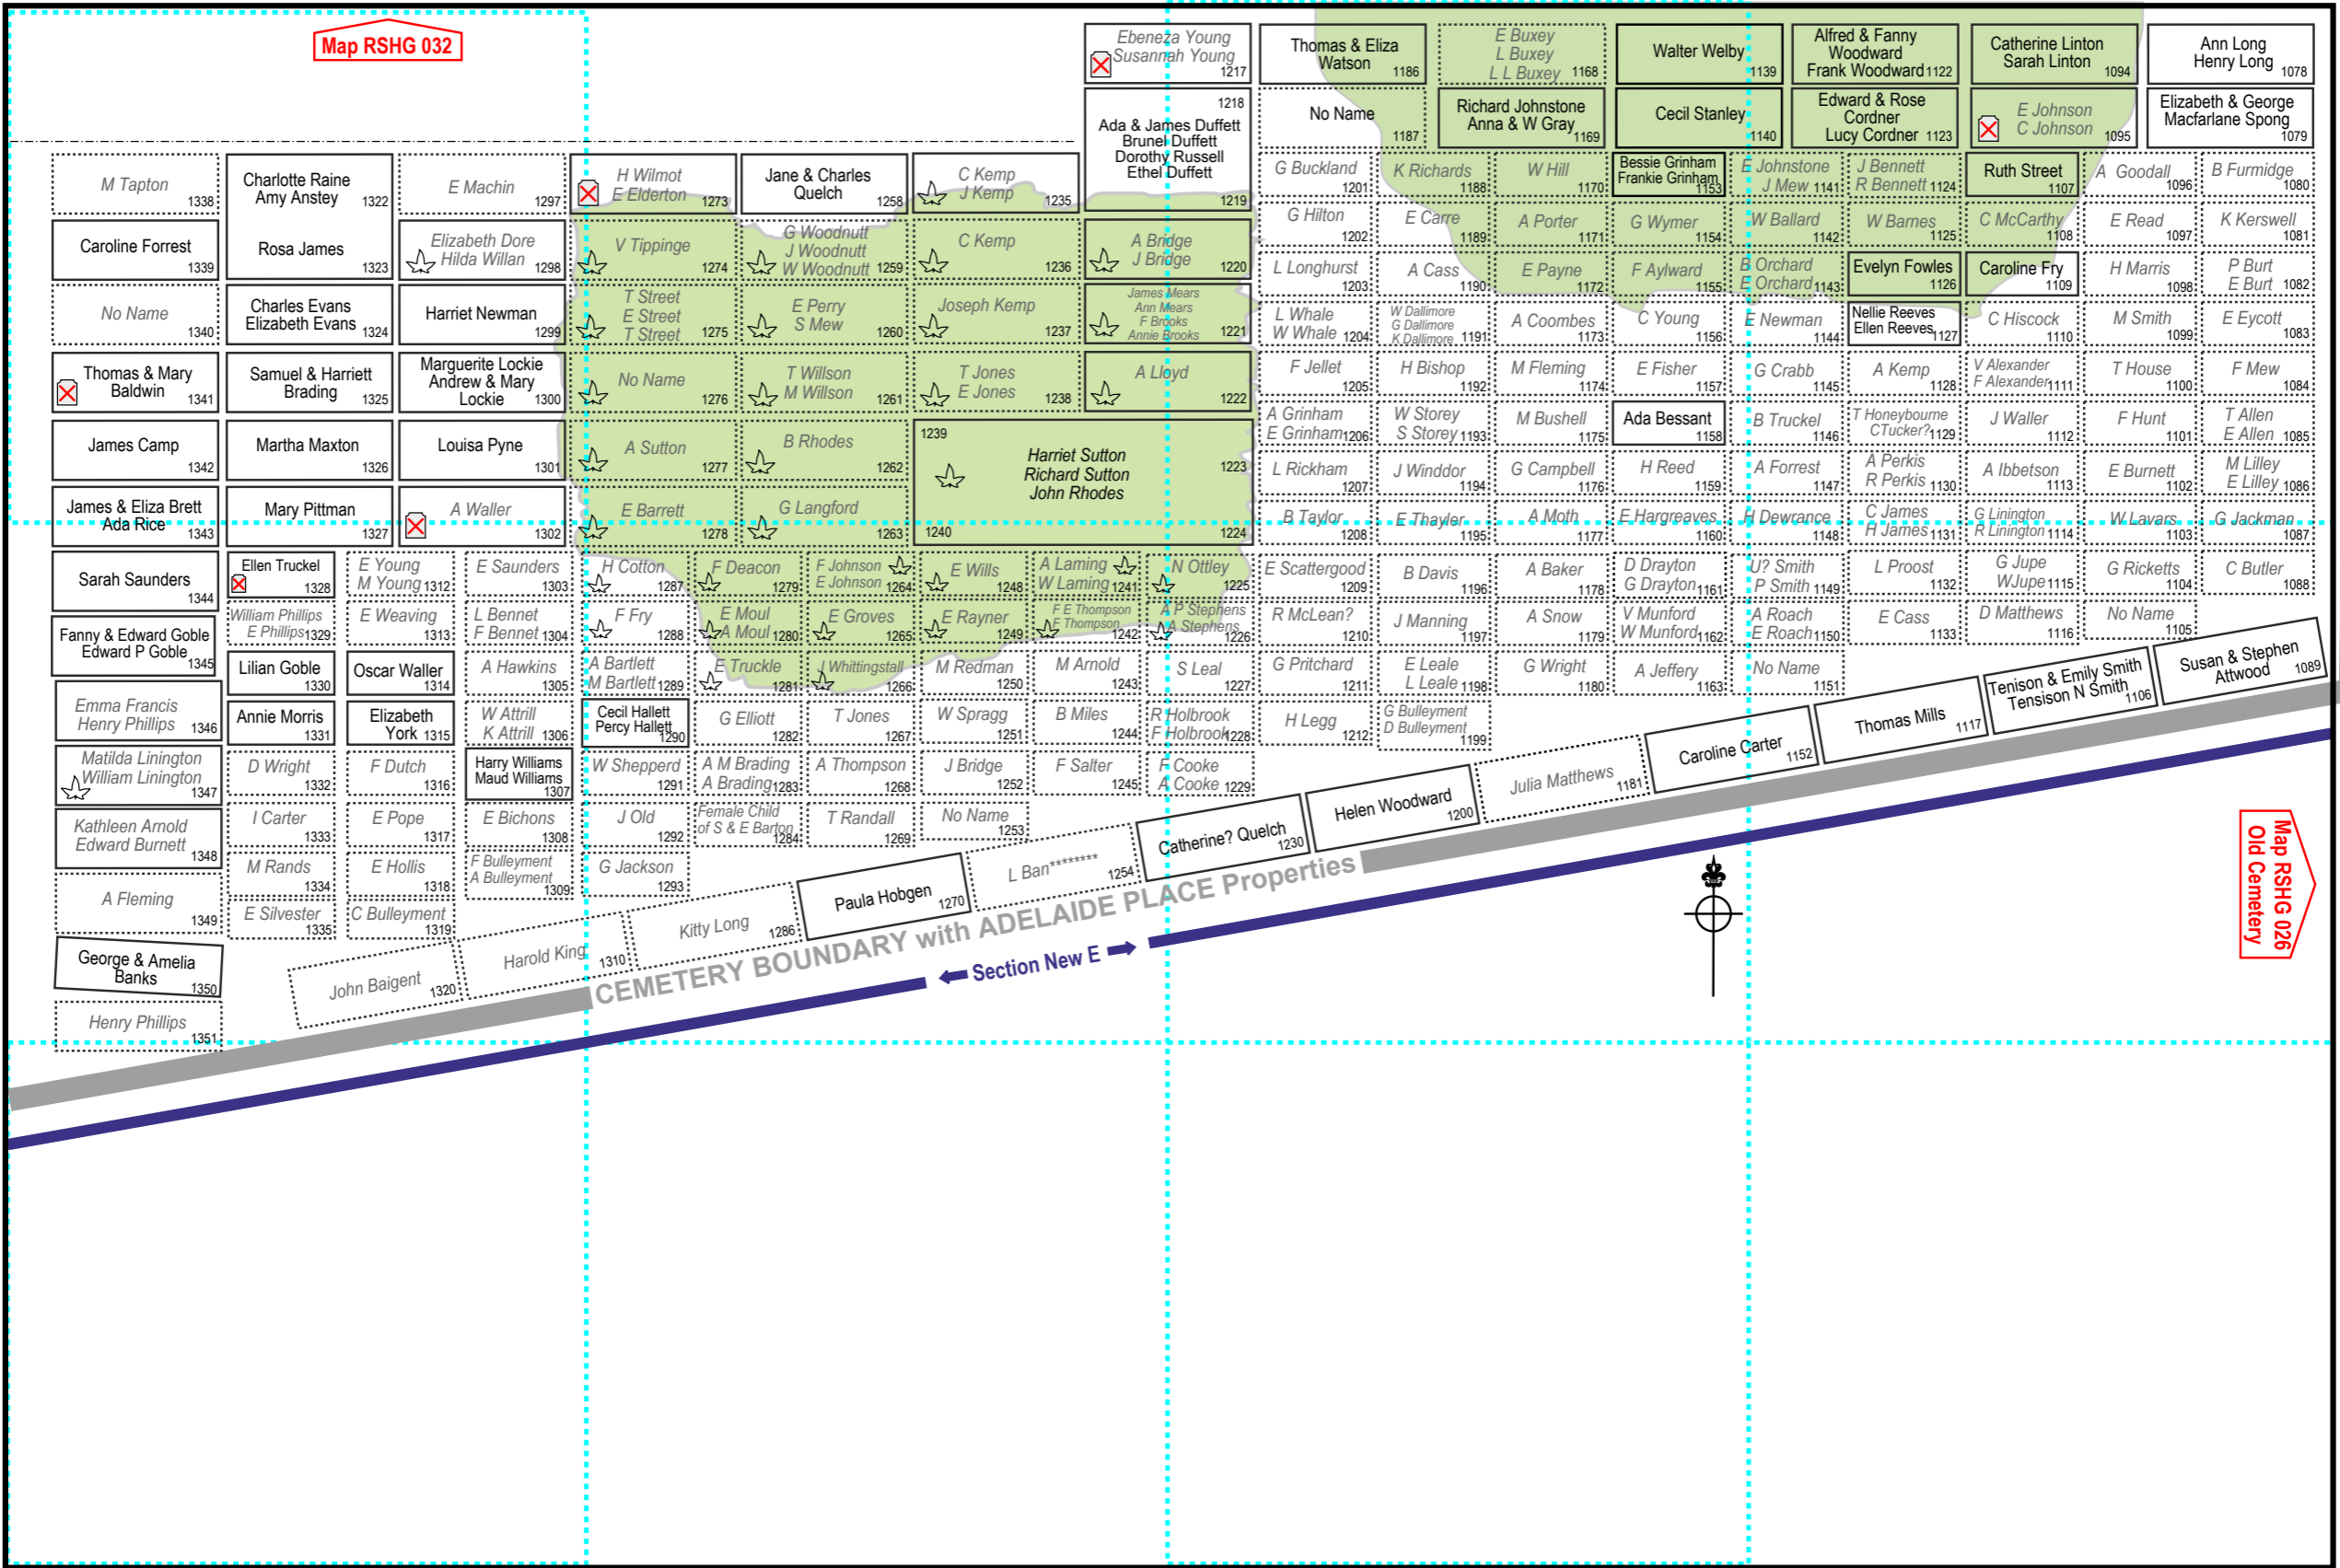 Map RSHG 032
Ebeneza Young
Susannah Young
1217
Thomas & Eliza
Watson
1186
E Buxey
L Buxey
L L Buxey 1168
Walter Welby
1139
Alfred & Fanny
Woodward
Frank Woodward 1122
Catherine Linton
Sarah Linton
1094
Ann Long
Henry Long
1078
1218
Ada & James Duffett
Brunel Duffett
Dorothy Russell
Ethel Duffett
1219
No Name
1187
Richard Johnstone
Anna & W Gray
1169
Cecil Stanley
1140
Edward & Rose
Cordner
Lucy Cordner 1123
E Johnson
C Johnson
1095
Elizabeth & George
Macfarlane Spong
1079
M Tapton
1338
Charlotte Raine
Amy Anstey
1322
E Machin
1297
H Wilmot
E Elderton
1273
Jane & Charles
Quelch
1258
C Kemp
J Kemp
1235
G Buckland
1201
K Richards
1188
W Hill
1170
Bessie Grinham
Frankie Grinham
1153
E Johnstone
J Mew 1141
J Bennett
R Bennett 1124
Ruth Street
1107
A Goodall
1096
B Furmidge
1080
Caroline Forrest
1339
Rosa James
1323
Elizabeth Dore
Hilda Willan
1298
V Tippinge
1274
G Woodnutt
J Woodnutt
W Woodnutt 1259
C Kemp
1236
A Bridge
J Bridge
1220
G Hilton
1202
E Carre
1189
A Porter
1171
G Wymer
1154
W Ballard
1142
W Barnes
1125
C McCarthy
1108
E Read
1097
K Kerswell
1081
L Longhurst
1203
A Cass
1190
E Payne
1172
F Aylward
1155
B Orchard
E Orchard 1143
Evelyn Fowles
1126
Caroline Fry
1109
H Marris
1098
P Burt
E Burt 1082
No Name
1340
Charles Evans
Elizabeth Evans
1324
Harriet Newman
1299
T Street
E Street
T Street
1275
E Perry
S Mew
1260
Joseph Kemp
1237
James Mears
Ann Mears
F Brooks
Annie Brooks
1221
L Whale
W Whale 1204
W Dallimore
G Dallimore
K Dallimore 1191
A Coombes
1173
C Young
1156
E Newman
1144
Nellie Reeves
Ellen Reeves
1127
C Hiscock
1110
M Smith
1099
E Eycott
1083
Thomas & Mary
Baldwin
1341
Samuel & Harriett
Brading
1325
Marguerite Lockie
Andrew & Mary
Lockie 1300
No Name
1276
T Willson
M Willson
1261
T Jones
E Jones
1238
A Lloyd
1222
F Jellet
1205
H Bishop
1192
M Fleming
1174
E Fisher
1157
G Crabb
1145
A Kemp
1128
V Alexander
F Alexander 1111
T House
1100
F Mew
1084
A Grinham
E Grinham 1206
W Storey
S Storey 1193
M Bushell
1175
Ada Bessant
1158
B Truckel
1146
T Honeybourne
CTucker? 1129
J Waller
1112
F Hunt
1101
T Allen
E Allen 1085
James Camp
1342
Martha Maxton
1326
Louisa Pyne
1301
A Sutton
1277
B Rhodes
1262
1239
Harriet Sutton
Richard Sutton
John Rhodes
1223
1240
1224
L Rickham
1207
J Winddor
1194
G Campbell
1176
H Reed
1159
A Forrest
1147
A Perkis
R Perkis 1130
A Ibbetson
1113
E Burnett
1102
M Lilley
E Lilley 1086
James & Eliza Brett
Ada Rice
1343
Mary Pittman
1327
A Waller
1302
E Barrett
1278
G Langford
1263
B Taylor
1208
E Thayler
1195
A Moth
1177
E Hargreaves
1160
H Dewrance
1148
C James
H James 1131
G Linington
R Linington 1114
W Lavars
1103
G Jackman
1087
Sarah Saunders
1344
Ellen Truckel
1328
E Young
M Young 1312
E Saunders
1303
H Cotton
1287
F Deacon
1279
F Johnson
E Johnson 1264
E Wills
1248
A Laming
W Laming 1241
N Ottley
1225
E Scattergood
1209
B Davis
1196
A Baker
1178
D Drayton
G Drayton 1161
U? Smith
P Smith 1149
L Proost
1132
G Jupe
WJupe 1115
G Ricketts
1104
C Butler
1088
Fanny & Edward Goble
Edward P Goble
1345
William Phillips
E Phillips 1329
E Weaving
1313
L Bennet
F Bennet 1304
F Fry
1288
E Moul
A Moul 1280
E Groves
1265
E Rayner
1249
F E Thompson
F Thompson
1242
A P Stephens
A Stephens
1226
R McLean?
1210
J Manning
1197
A Snow
1179
V Munford
W Munford 1162
A Roach
E Roach 1150
E Cass
1133
D Matthews
1116
No Name
1105
Lilian Goble
1330
Oscar Waller
1314
A Hawkins
1305
A Bartlett
M Bartlett 1289
E Truckle
1281
J Whittingstall
1266
M Redman
1250
M Arnold
1243
S Leal
1227
G Pritchard
1211
E Leale
L Leale 1198
G Wright
1180
A Jeffery
1163
No Name
1151
Tenison & Emily Smith
Tensison N Smith
1106
Susan & Stephen
Attwood
1089
Emma Francis
Henry Phillips
1346
Annie Morris
1331
Elizabeth
York 1315
W Attrill
K Attrill 1306
Cecil Hallett
Percy Hallett
1290
G Elliott
1282
T Jones
1267
W Spragg
1251
B Miles
1244
R Holbrook
F Holbrook 1228
H Legg
1212
G Bulleyment
D Bulleyment
1199
Caroline Carter
1152
Thomas Mills
1117
Matilda Linington
William Linington
1347
D Wright
1332
F Dutch
1316
Harry Williams
Maud Williams
1307
W Shepperd
1291
A M Brading
A Brading 1283
A Thompson
1268
J Bridge
1252
F Salter
1245
F Cooke
A Cooke 1229
Helen Woodward
1200
Julia Matthews
1181
Kathleen Arnold
Edward Burnett
1348
I Carter
1333
E Pope
1317
E Bichons
1308
J Old
1292
Female Child
of S & E Barton
1284
T Randall
1269
No Name
1253
L Ban********
1254
Catherine? Quelch
1230
A Fleming
1349
M Rands
1334
E Hollis
1318
F Bulleyment
A Bulleyment
1309
G Jackson
1293
Paula Hobgen
1270
E Silvester
1335
C Bulleyment
1319
Kitty Long
1286
George & Amelia
Banks
1350
John Baigent
1320
Harold King
1310
Henry Phillips
1351
CEMETERY BOUNDARY with ADELAIDE PLACE Properties
Section New E
Map RSHG 026
Old Cemetery